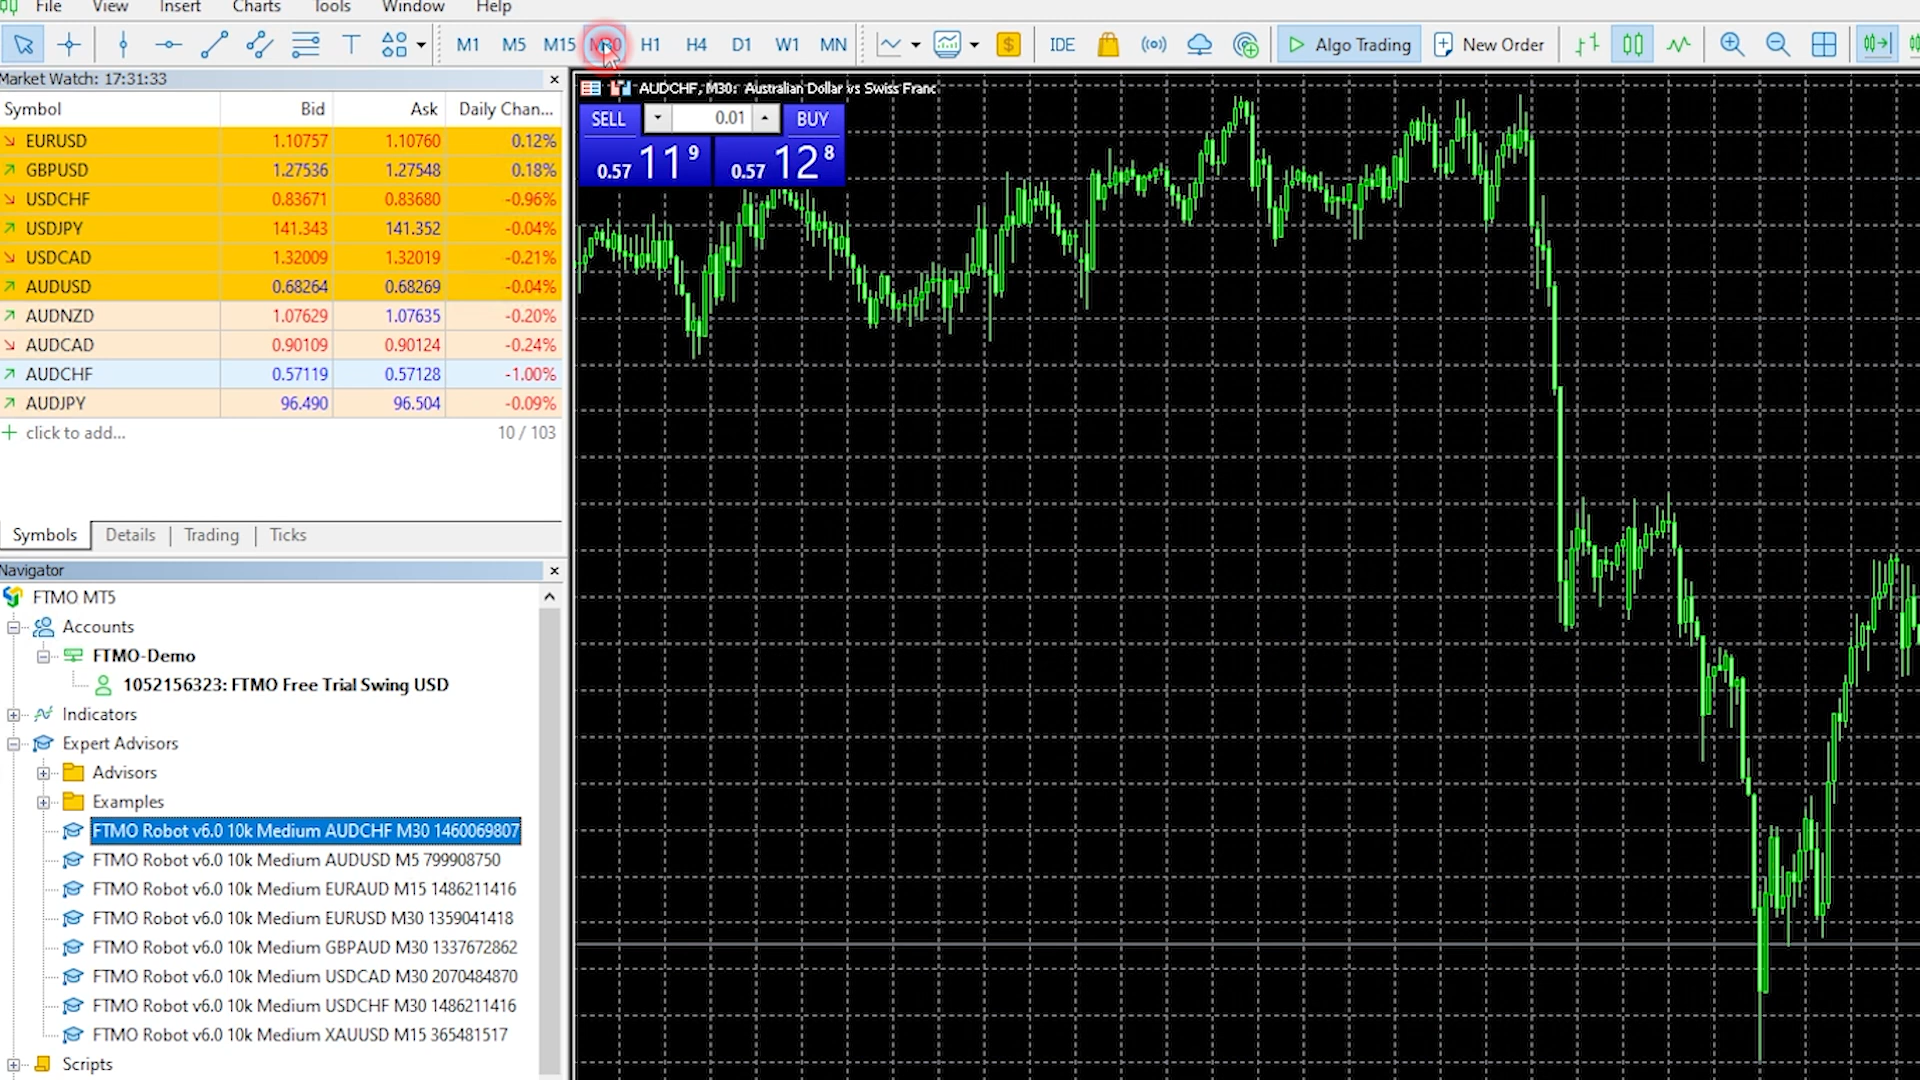 File View Insert Charts Tools Window Help
M1 M5 M15 M30 H1 H4 D1 W1 MN IDE Algo Trading New Order
Market Watch: 17:31:33
Symbol Bid Ask Daily Chan...
EURUSD 1.10757 1.10760 0.12%
GBPUSD 1.27536 1.27548 0.18%
USDCHF 0.83671 0.83680 -0.96%
USDJPY 141.343 141.352 -0.04%
USDCAD 1.32009 1.32019 -0.21%
AUDUSD 0.68264 0.68269 -0.04%
AUDNZD 1.07629 1.07635 -0.20%
AUDCAD 0.90109 0.90124 -0.24%
AUDCHF 0.57119 0.57128 -1.00%
AUDJPY 96.490 96.504 -0.09%
click to add... 10 / 103
Symbols Details Trading Ticks
Navigator
FTMO MT5
Accounts
FTMO-Demo
1052156323: FTMO Free Trial Swing USD
Indicators
Expert Advisors
Advisors
Examples
FTMO Robot v6.0 10k Medium AUDCHF M30 1460069807
FTMO Robot v6.0 10k Medium AUDUSD M5 799908750
FTMO Robot v6.0 10k Medium EURAUD M15 1486211416
FTMO Robot v6.0 10k Medium EURUSD M30 1359041418
FTMO Robot v6.0 10k Medium GBPAUD M30 1337672862
FTMO Robot v6.0 10k Medium USDCAD M30 2070484870
FTMO Robot v6.0 10k Medium USDCHF M30 1486211416
FTMO Robot v6.0 10k Medium XAUUSD M15 365481517
Scripts
AUDCHF, M30: Australian Dollar vs Swiss Franc
SELL 0.01 BUY
0.57 11 9 0.57 12 8